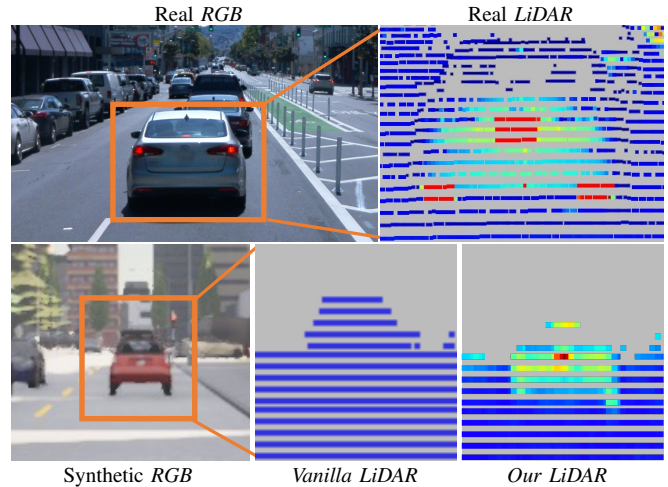 Real RGB
Real LiDAR
Synthetic RGB
Vanilla LiDAR
Our LiDAR